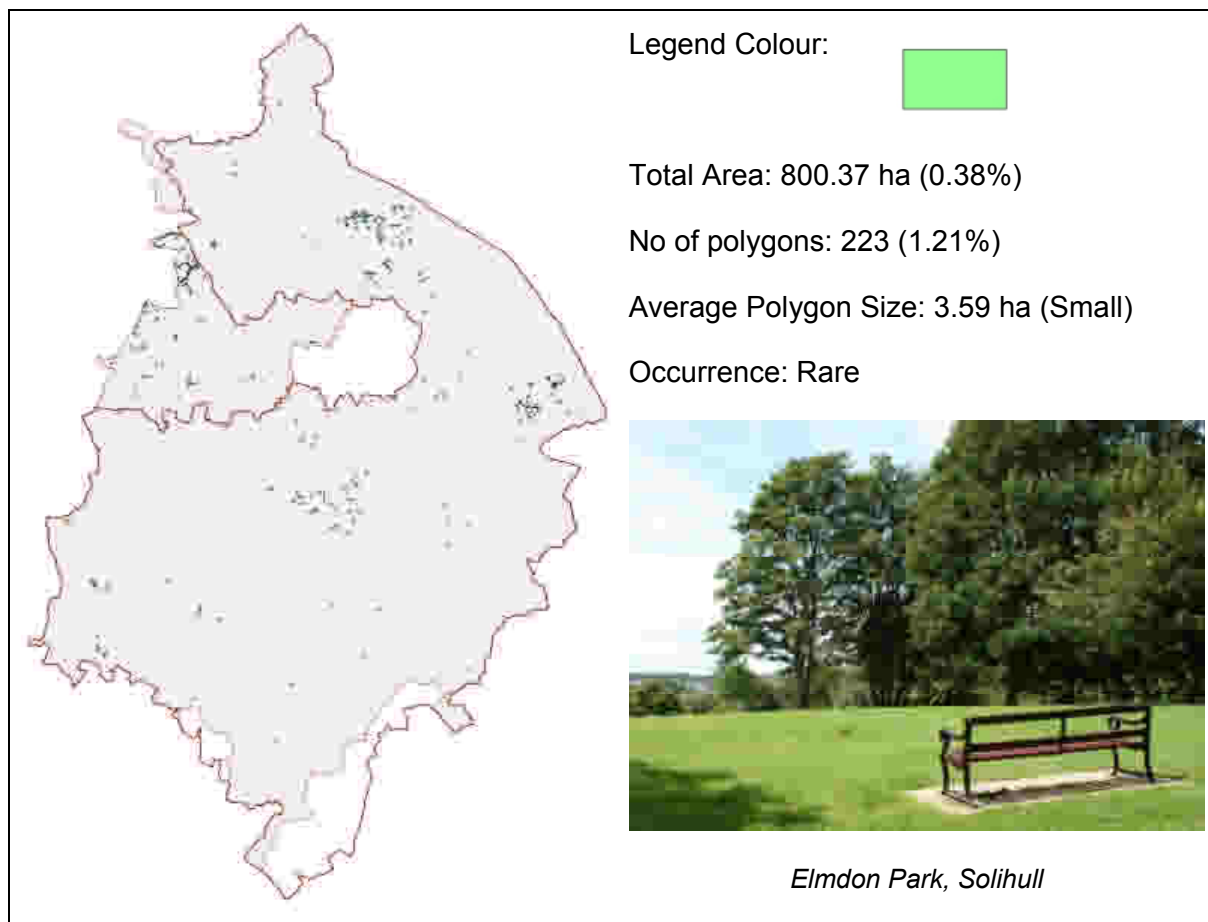 Legend Colour:
Total Area: 800.37 ha (0.38%)
No of polygons: 223 (1.21%)
Average Polygon Size: 3.59 ha (Small)
Occurrence: Rare
Elmdon Park, Solihull